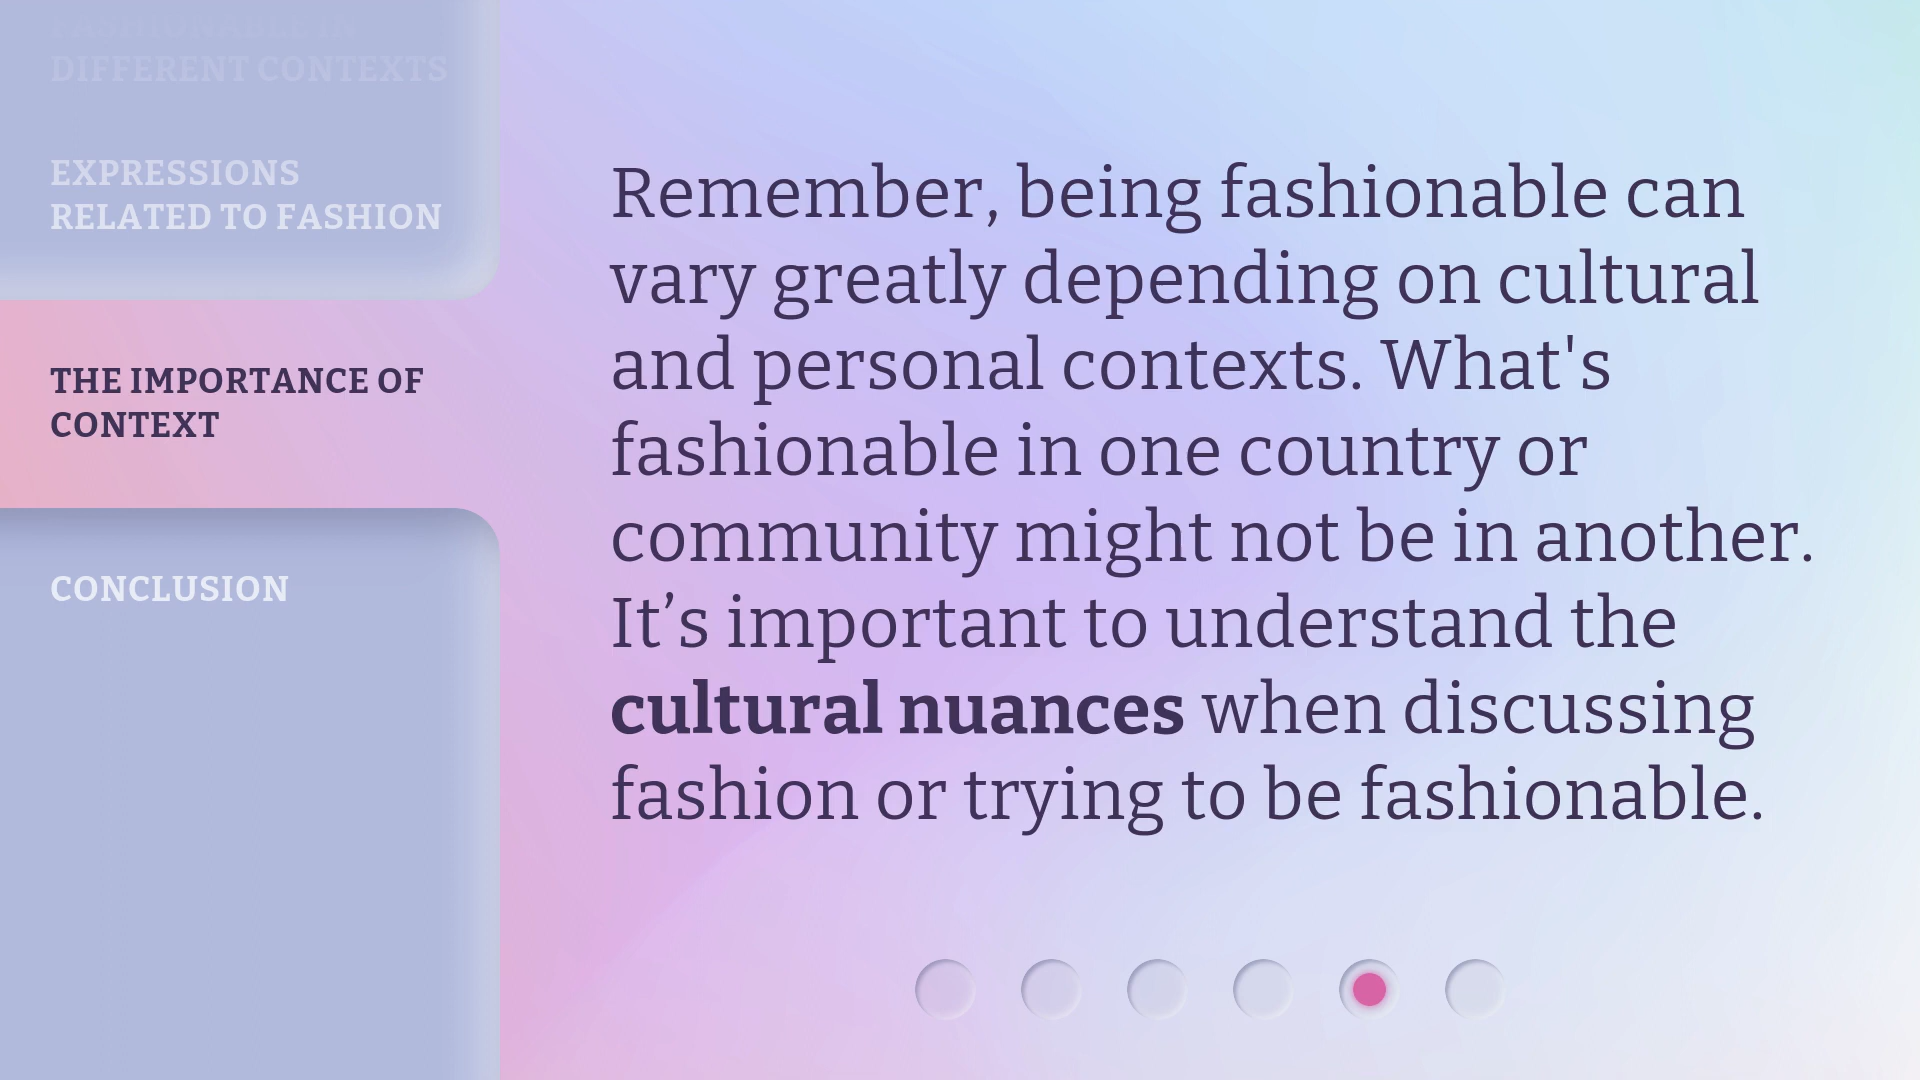 FASHIONABLE IN
DIFFERENT CONTEXTS
EXPRESSIONS
RELATED TO FASHION
THE IMPORTANCE OF
CONTEXT
CONCLUSION
Remember, being fashionable can
vary greatly depending on cultural
and personal contexts. What's
fashionable in one country or
community might not be in another.
It’s important to understand the
cultural nuances when discussing
fashion or trying to be fashionable.